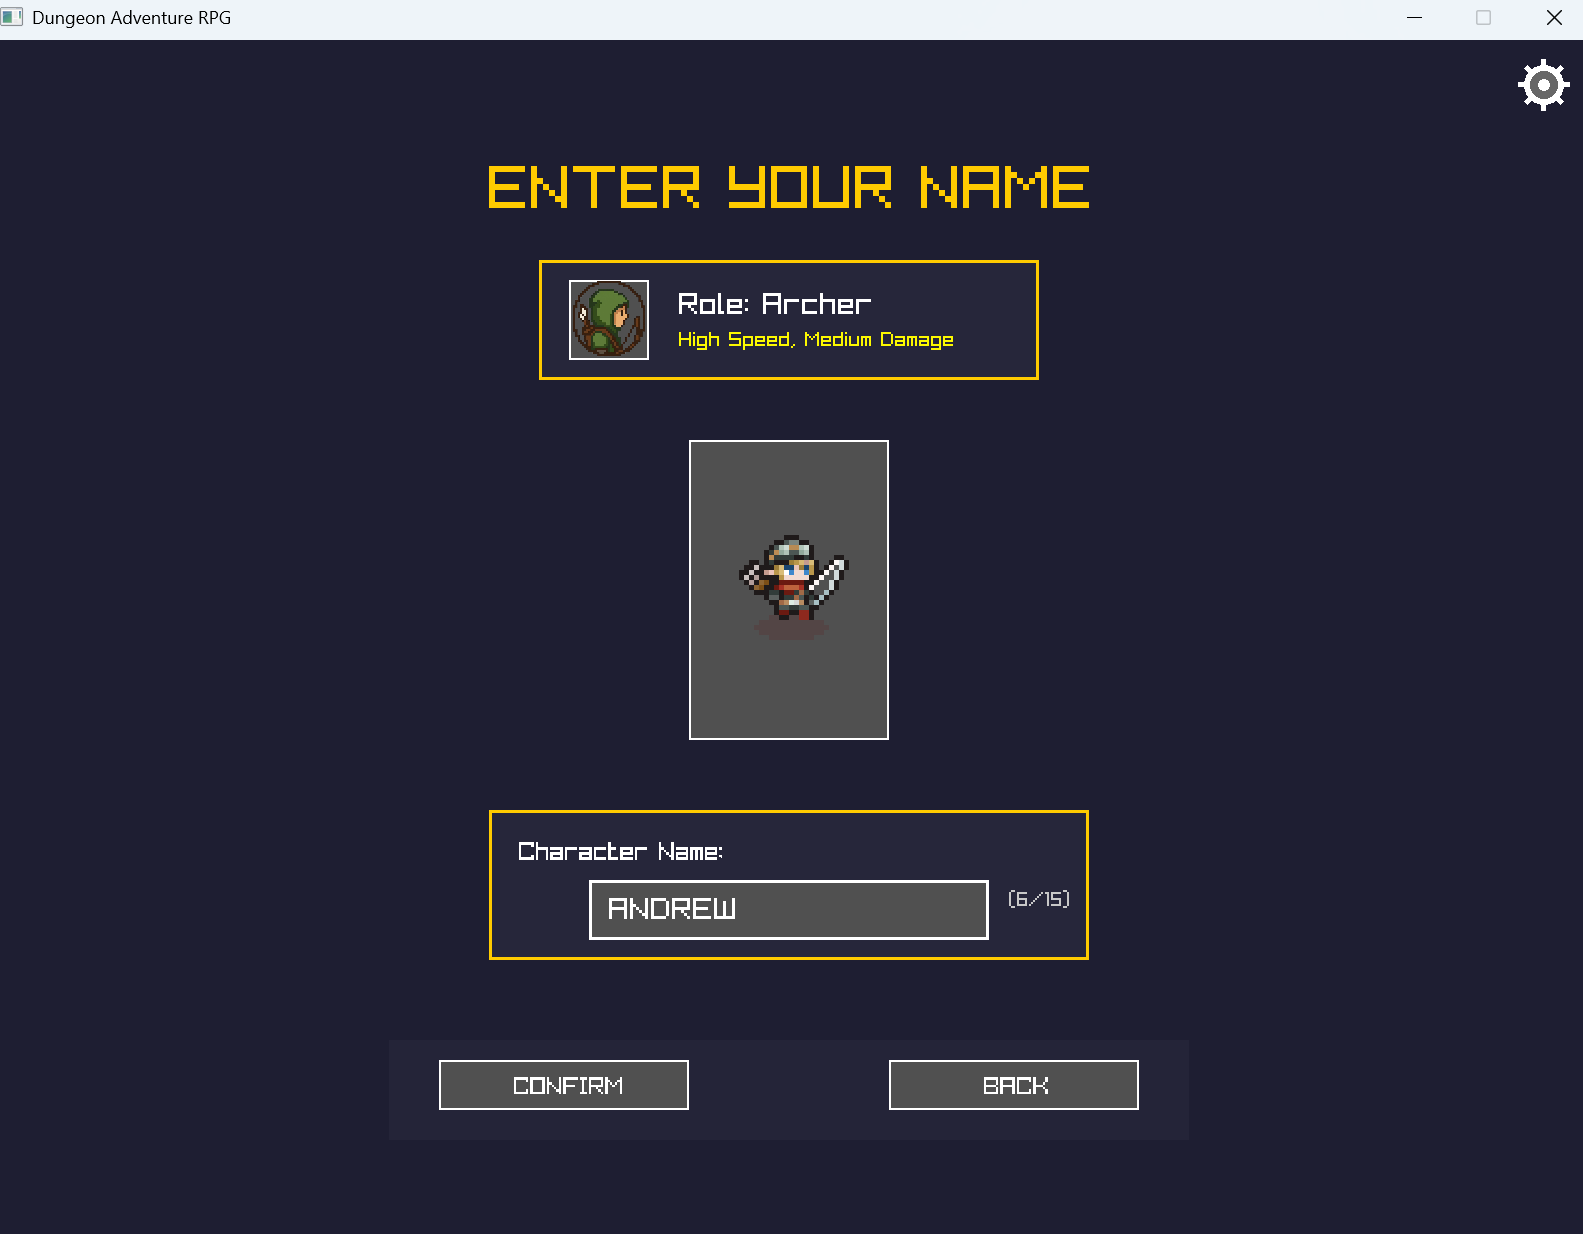 Dungeon Adventure RPG
ENTER YOUR NAME
Role: Archer
High Speed, Medium Damage
Character Name:
ANDREW
(6/15)
CONFIRM
BACK